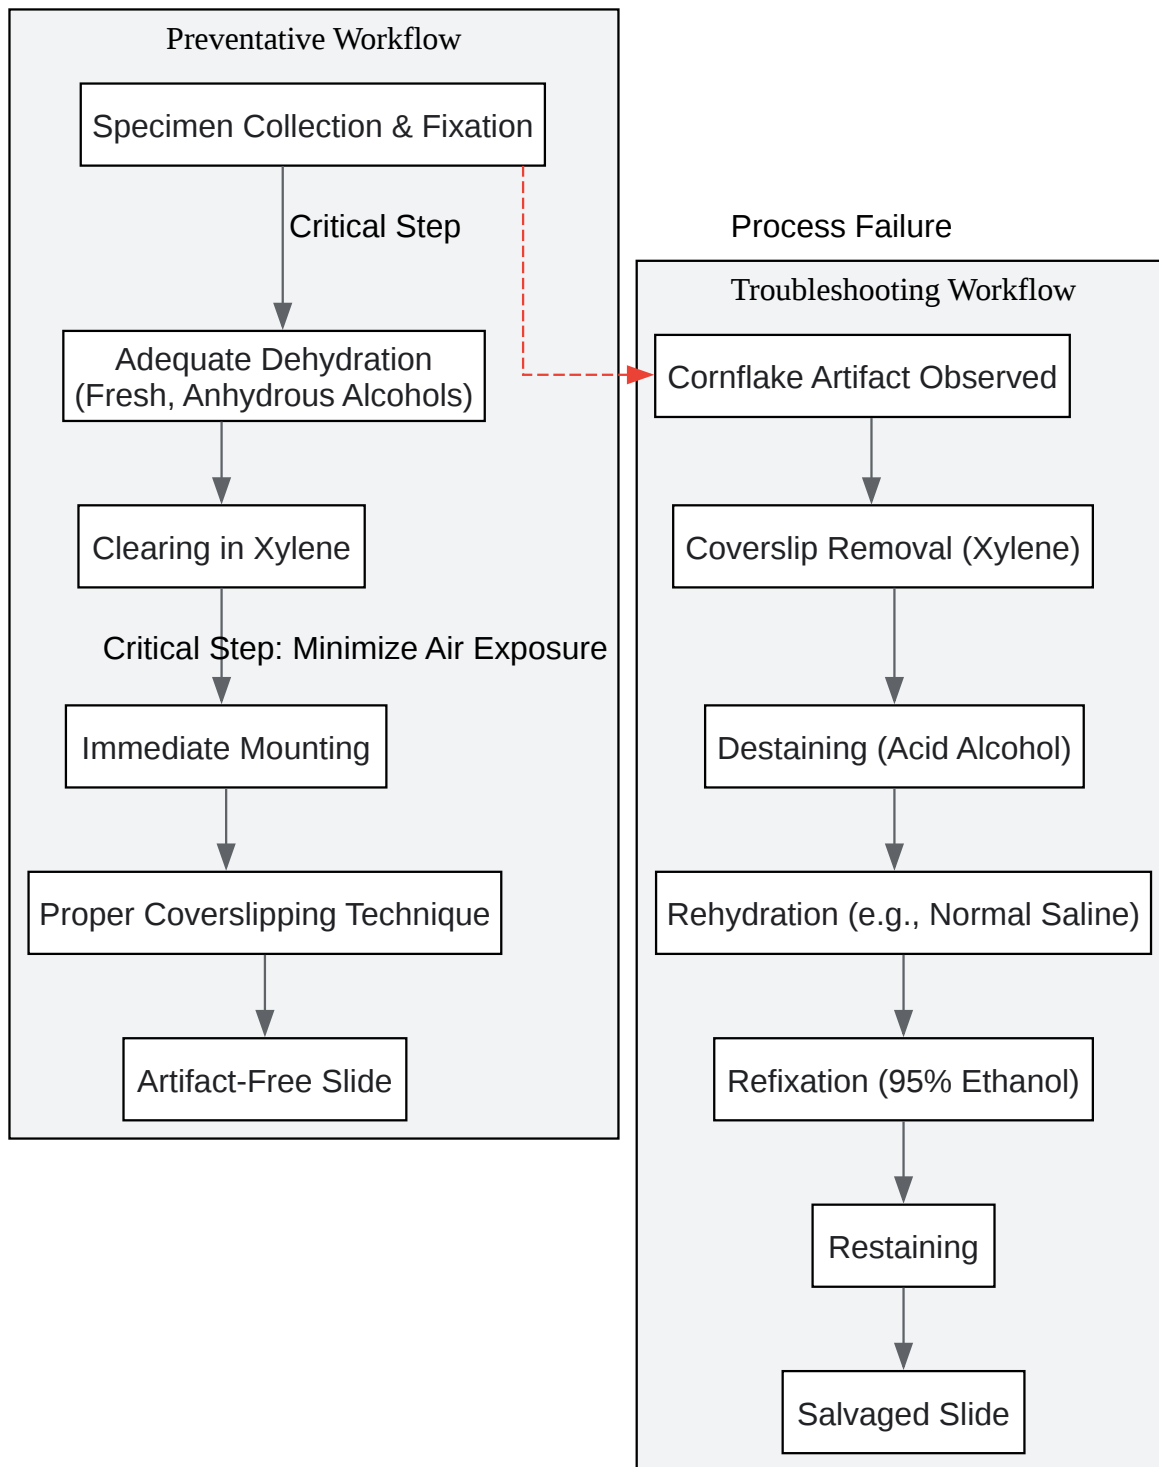 Preventative Workflow
Specimen Collection & Fixation
Critical Step
Adequate Dehydration
(Fresh, Anhydrous Alcohols)
Clearing in Xylene
Critical Step: Minimize Air Exposure
Immediate Mounting
Proper Coverslipping Technique
Artifact-Free Slide
Process Failure
Troubleshooting Workflow
Cornflake Artifact Observed
Coverslip Removal (Xylene)
Destaining (Acid Alcohol)
Rehydration (e.g., Normal Saline)
Refixation (95% Ethanol)
Restaining
Salvaged Slide